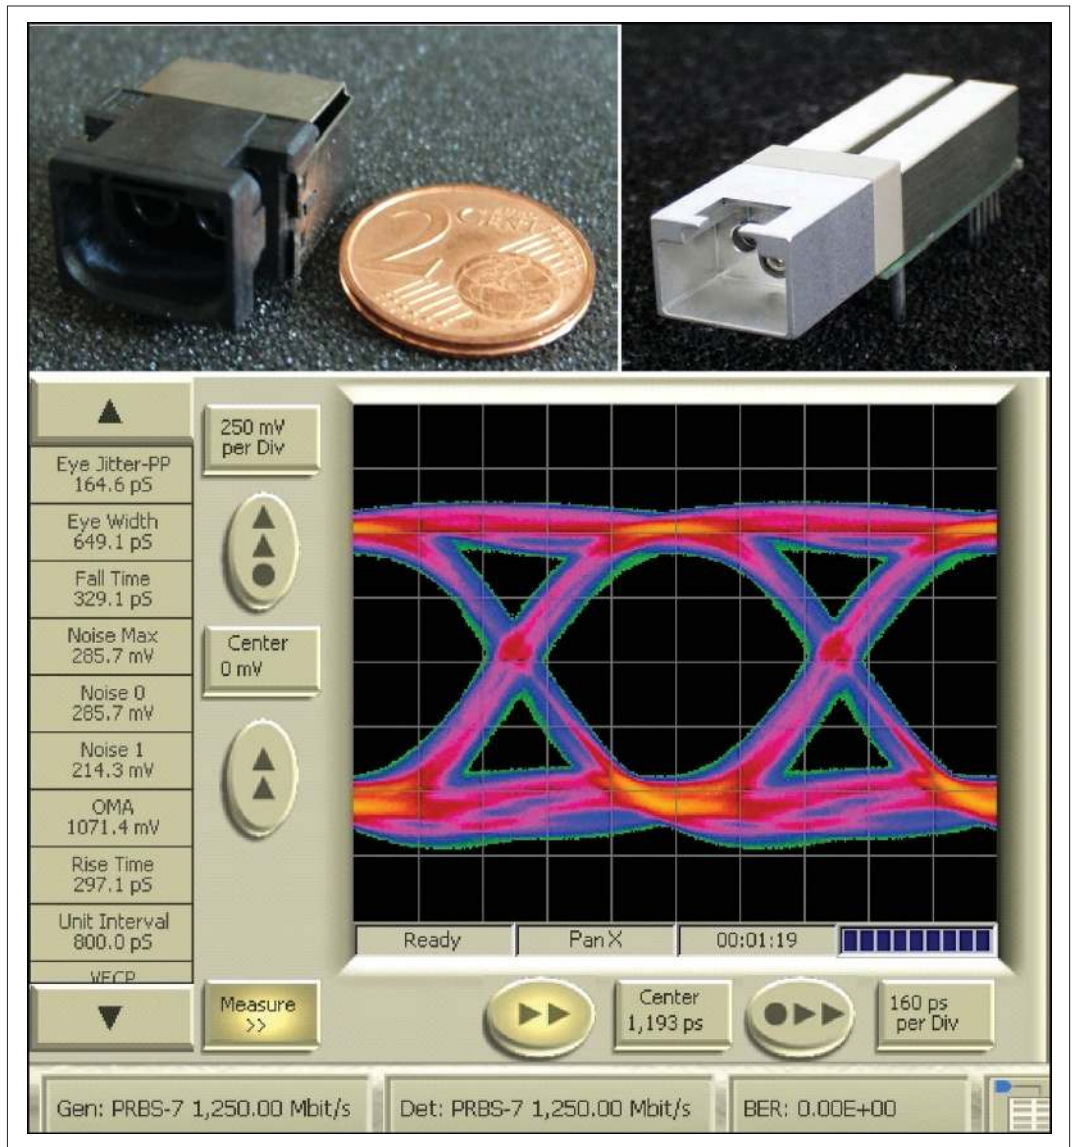 2
250 mV
per Div
Eye Jitter-PP
164.6 pS
Eye Width
649.1 pS
Fall Time
329.1 pS
Noise Max
285.7 mV
Noise 0
285.7 mV
Noise 1
214.3 mV
OMA
1071.4 mV
Rise Time
297.1 pS
Unit Interval
800.0 pS
VECP
Center
0 mV
Ready
Pan X
00:01:19
Measure
>>
Center
1,193 ps
160 ps
per Div
Gen: PRBS-7 1,250.00 Mbit/s
Det: PRBS-7 1,250.00 Mbit/s
BER: 0.00E+00